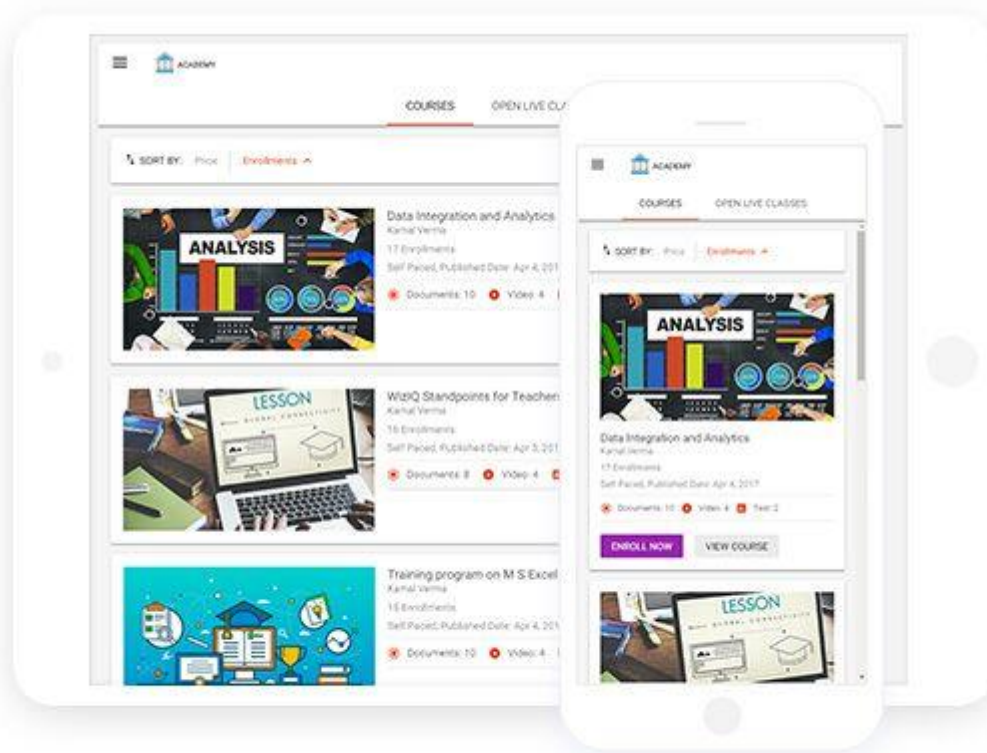 ACADEMY
COURSES
OPEN LIVE CL
SORT BY: Price Enrollments
ANALYSIS
Data Integration and Analytics
Kamal Verma
17 Enrollments
Self Paced, Published Date: Apr 4, 201
Documents: 10 Video: 4
LESSON
GLOBAL CONNECTIVITY
WizIQ Standpoints for Teachers
Kamal Verma
16 Enrollments
Self Paced, Published Date: Apr 3, 201
Documents: 8 Video: 4
Training program on M S Excel
Kamal Verma
15 Enrollments
Self Paced, Published Date: Apr 4, 201
Documents: 10 Video: 4
ACADEMY
COURSES
OPEN LIVE CLASSES
SORT BY: Price Enrollments
ANALYSIS
Data Integration and Analytics
Kamal Verma
17 Enrollments
Self Paced, Published Date: Apr 4, 2017
Documents: 10 Video: 4 Test: 2
ENROLL NOW
VIEW COURSE
LESSON
GLOBAL CONNECTIVITY